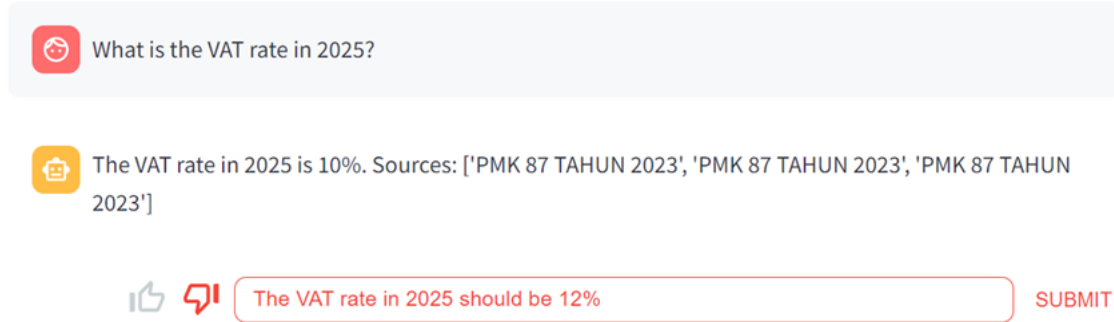 What is the VAT rate in 2025?
The VAT rate in 2025 is 10%. Sources: ['PMK 87 TAHUN 2023', 'PMK 87 TAHUN 2023', 'PMK 87 TAHUN
2023']
The VAT rate in 2025 should be 12%
SUBMIT